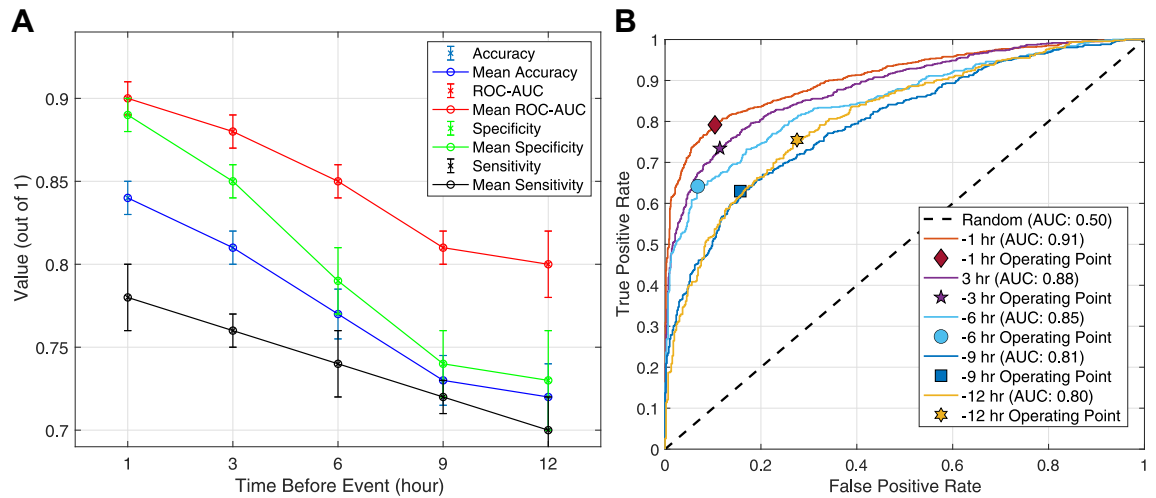 A
0.9
0.85
0.8
0.75
0.7
Value (out of 1)
1
3
6
9
12
Time Before Event (hour)
Accuracy
Mean Accuracy
ROC-AUC
Mean ROC-AUC
Specificity
Mean Specificity
Sensitivity
Mean Sensitivity
B
1
0.9
0.8
0.7
0.6
0.5
0.4
0.3
0.2
0.1
0
True Positive Rate
0
0.2
0.4
0.6
0.8
1
False Positive Rate
Random (AUC: 0.50)
-1 hr (AUC: 0.91)
-1 hr Operating Point
3 hr (AUC: 0.88)
-3 hr Operating Point
-6 hr (AUC: 0.85)
-6 hr Operating Point
-9 hr (AUC: 0.81)
-9 hr Operating Point
-12 hr (AUC: 0.80)
-12 hr Operating Point